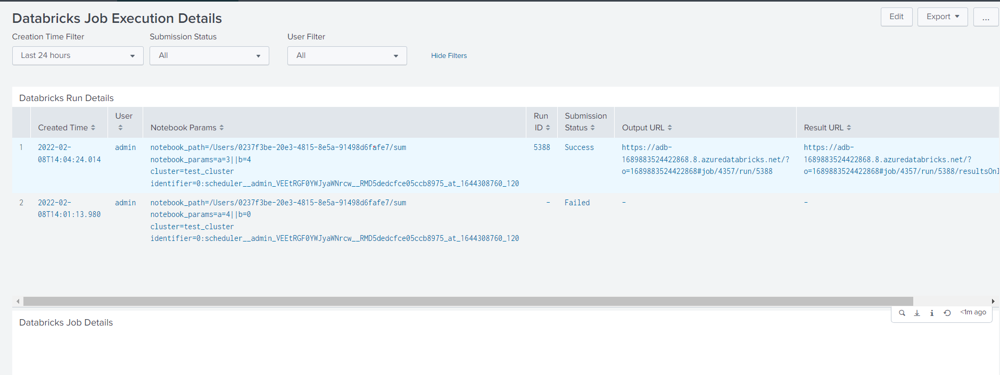 Databricks Job Execution Details
Edit
Export
...
Creation Time Filter
Submission Status
User Filter
Last 24 hours
All
All
Hide Filters
Databricks Run Details
Created Time
User
Notebook Params
Run
ID
Submission
Status
Output URL
Result URL
1
2022-02-
08T14:04:24.014
admin
notebook_path=/Users/0237f3be-20e3-4815-8e5a-91498d6fafe7/sum
notebook_params=a=3||b=4
cluster=test_cluster
identifier=0:scheduler__admin_VEEtRGF0YWJyaWNrcw__RMD5dedcfce05ccb8975_at_1644308760_120
5388
Success
https://adb-
1689883524422868.8.azuredatabricks.net/?
o=1689883524422868#job/4357/run/5388
https://adb-
1689883524422868.8.azuredatabricks.net/?
o=1689883524422868#job/4357/run/5388/resultsOnl
2
2022-02-
08T14:01:13.980
admin
notebook_path=/Users/0237f3be-20e3-4815-8e5a-91498d6fafe7/sum
notebook_params=a=4||b=0
cluster=test_cluster
identifier=0:scheduler__admin_VEEtRGF0YWJyaWNrcw__RMD5dedcfce05ccb8975_at_1644308760_120
-
Failed
-
-
<1m ago
Databricks Job Details